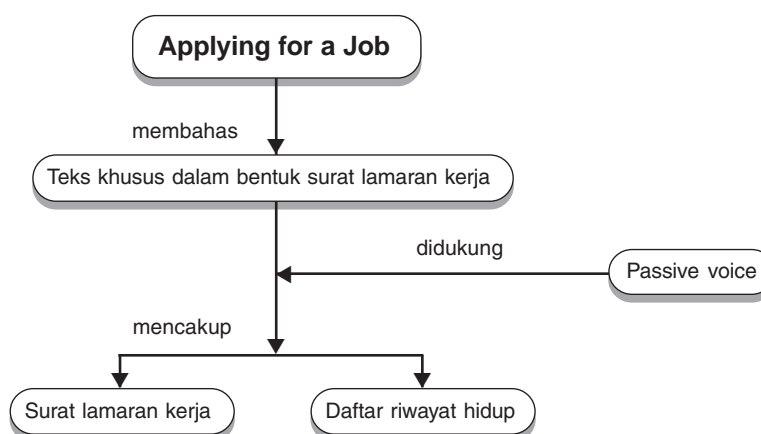 Applying for a Job
membahas
Teks khusus dalam bentuk surat lamaran kerja
didukung
Passive voice
mencakup
Surat lamaran kerja
Daftar riwayat hidup